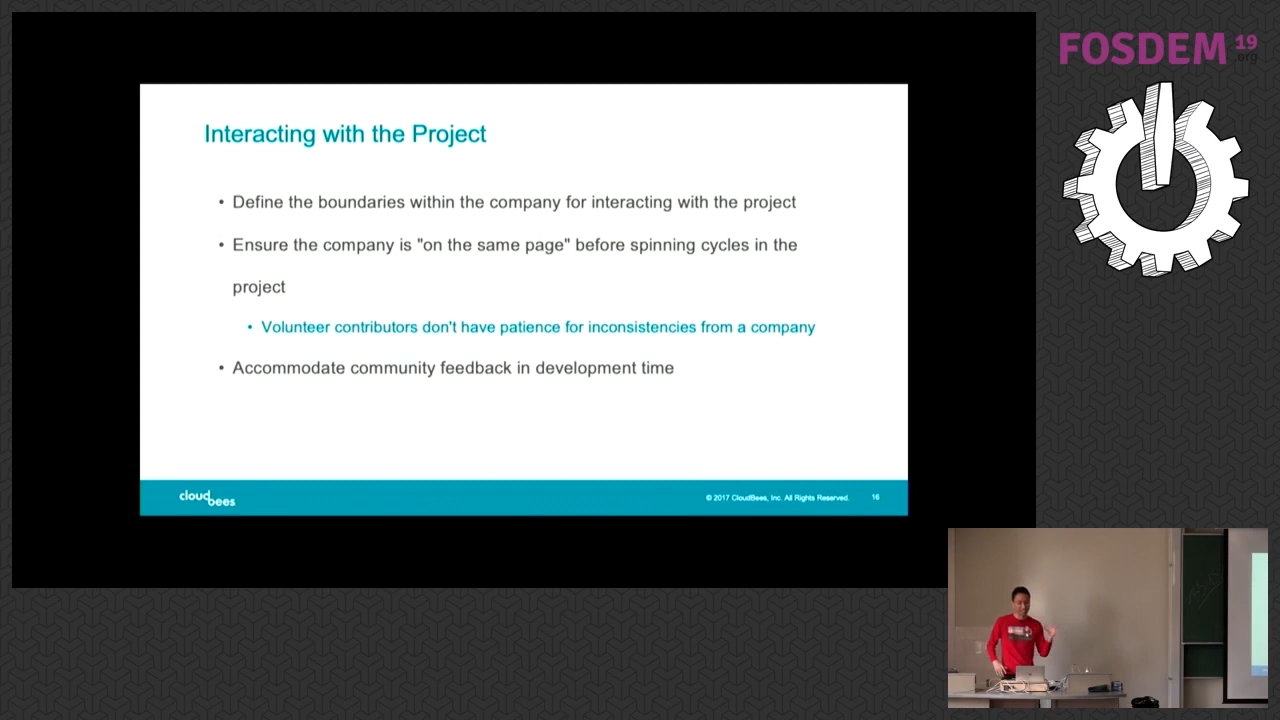 FOSDEM 19
.org
Interacting with the Project
• Define the boundaries within the company for interacting with the project
• Ensure the company is "on the same page" before spinning cycles in the
project
• Volunteer contributors don't have patience for inconsistencies from a company
• Accommodate community feedback in development time
cloudbees
© 2017 CloudBees, Inc. All Rights Reserved.
16